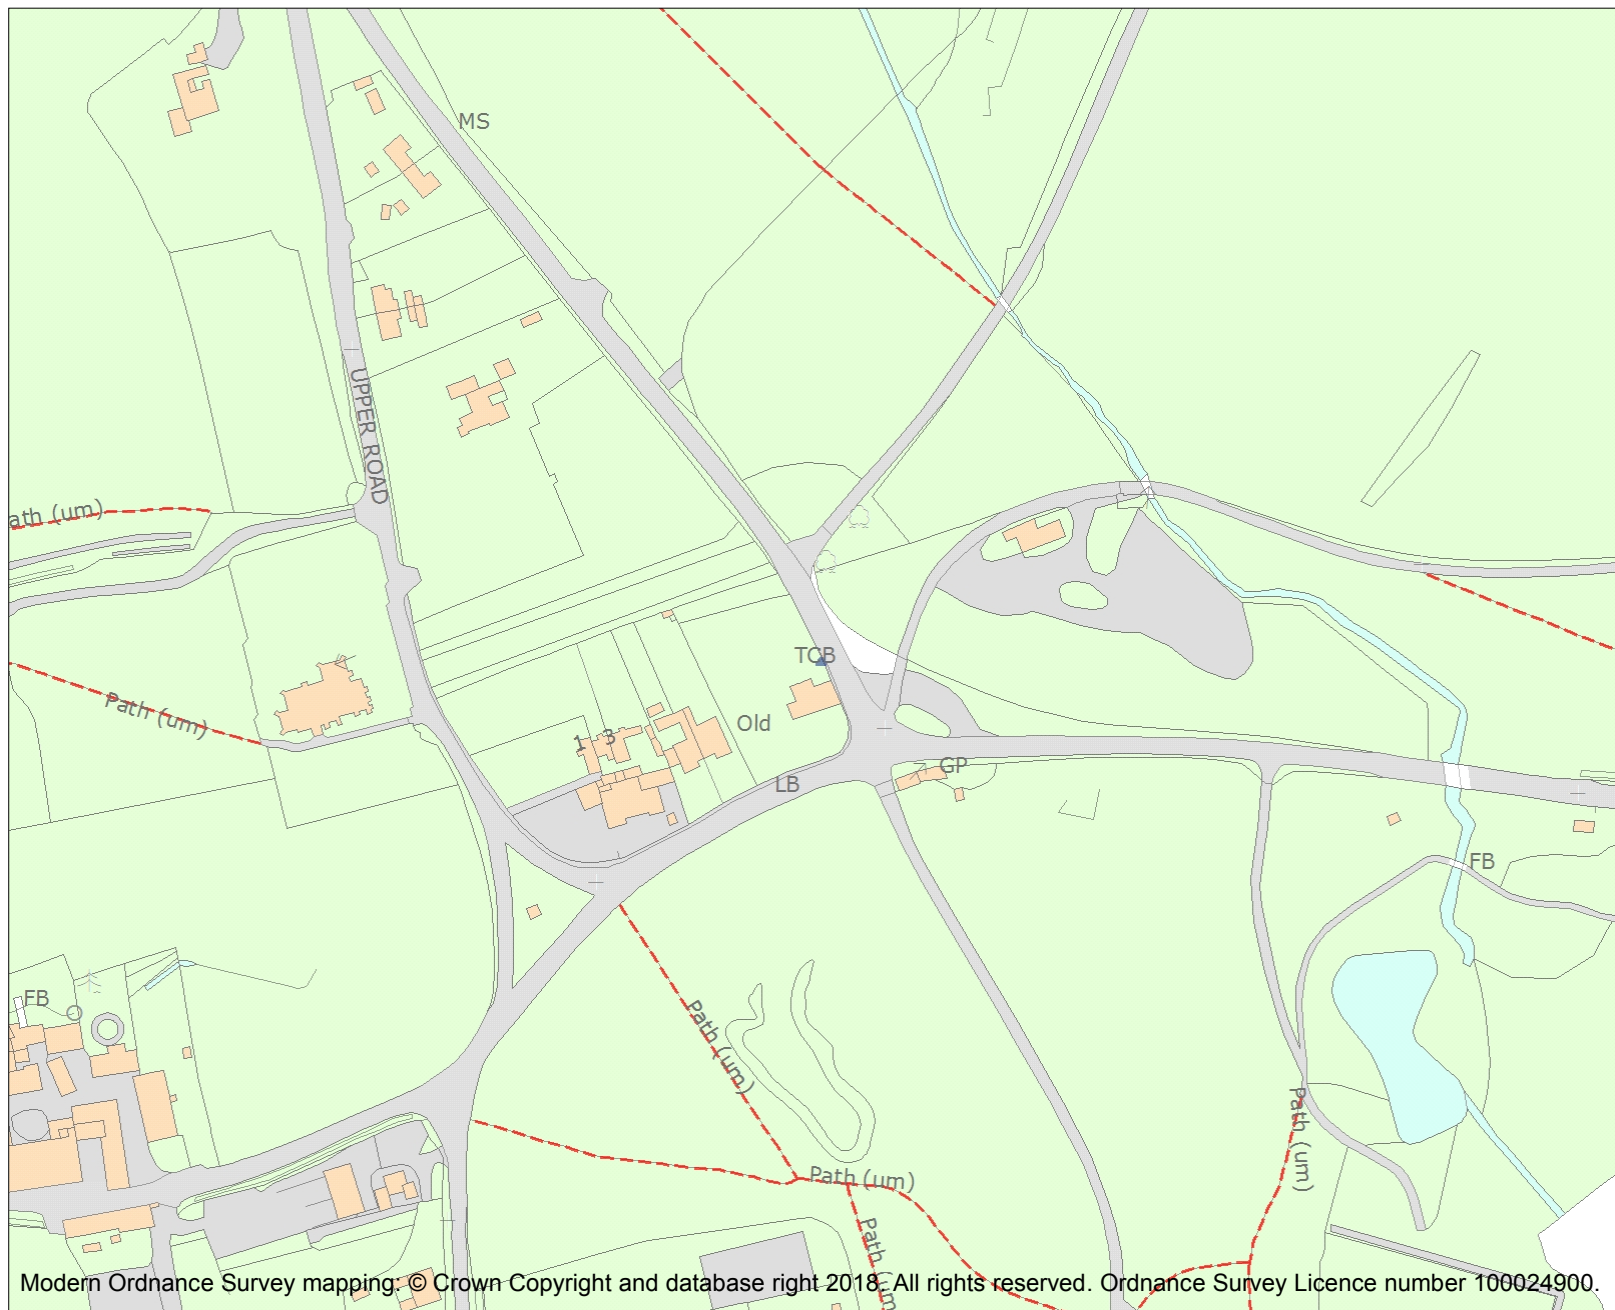 MS
UPPER ROAD
ath (um)
Path (um)
TCB
Old
1 3
LB
GP
FB
FB
Path (um)
Path (um)
Path (um)
Path (um
Modern Ordnance Survey mapping: © Crown Copyright and database right 2018. All rights reserved. Ordnance Survey Licence number 100024900.